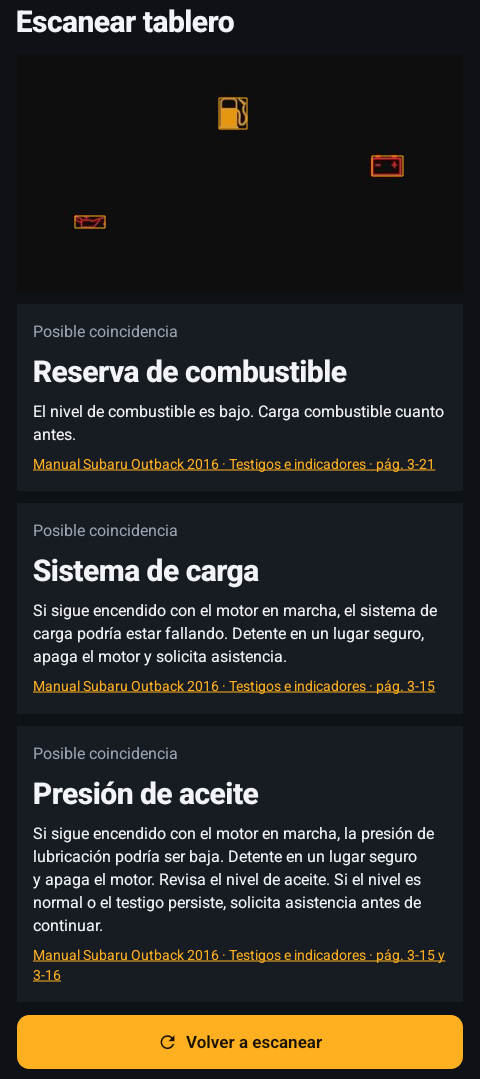 Escanear tablero
Posible coincidencia
Reserva de combustible
El nivel de combustible es bajo. Carga combustible cuanto
antes.
Manual Subaru Outback 2016 · Testigos e indicadores · pág. 3-21
Posible coincidencia
Sistema de carga
Si sigue encendido con el motor en marcha, el sistema de
carga podría estar fallando. Detente en un lugar seguro,
apaga el motor y solicita asistencia.
Manual Subaru Outback 2016 · Testigos e indicadores · pág. 3-15
Posible coincidencia
Presión de aceite
Si sigue encendido con el motor en marcha, la presión de
lubricación podría ser baja. Detente en un lugar seguro
y apaga el motor. Revisa el nivel de aceite. Si el nivel es
normal o el testigo persiste, solicita asistencia antes de
continuar.
Manual Subaru Outback 2016 · Testigos e indicadores · pág. 3-15 y
3-16
Volver a escanear